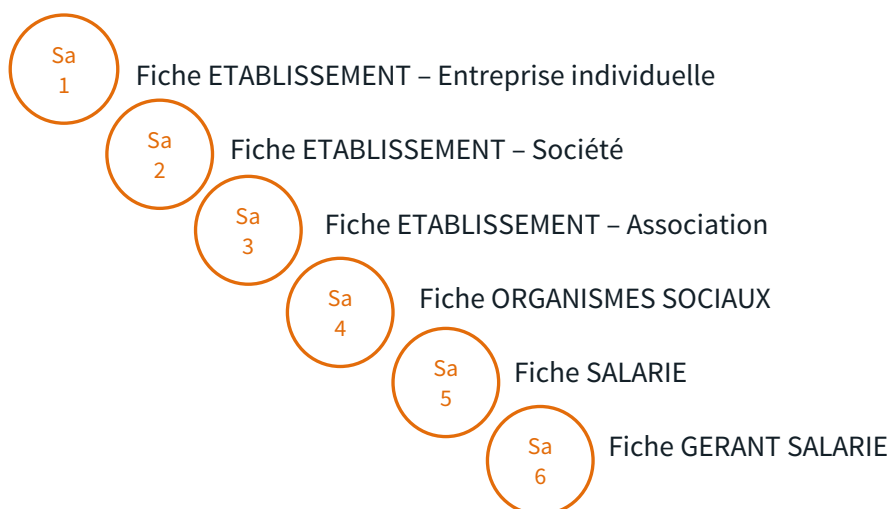 Sa
1
Fiche ETABLISSEMENT – Entreprise individuelle
Sa
2
Fiche ETABLISSEMENT – Société
Sa
3
Fiche ETABLISSEMENT – Association
Sa
4
Fiche ORGANISMES SOCIAUX
Sa
5
Fiche SALARIE
Sa
6
Fiche GERANT SALARIE